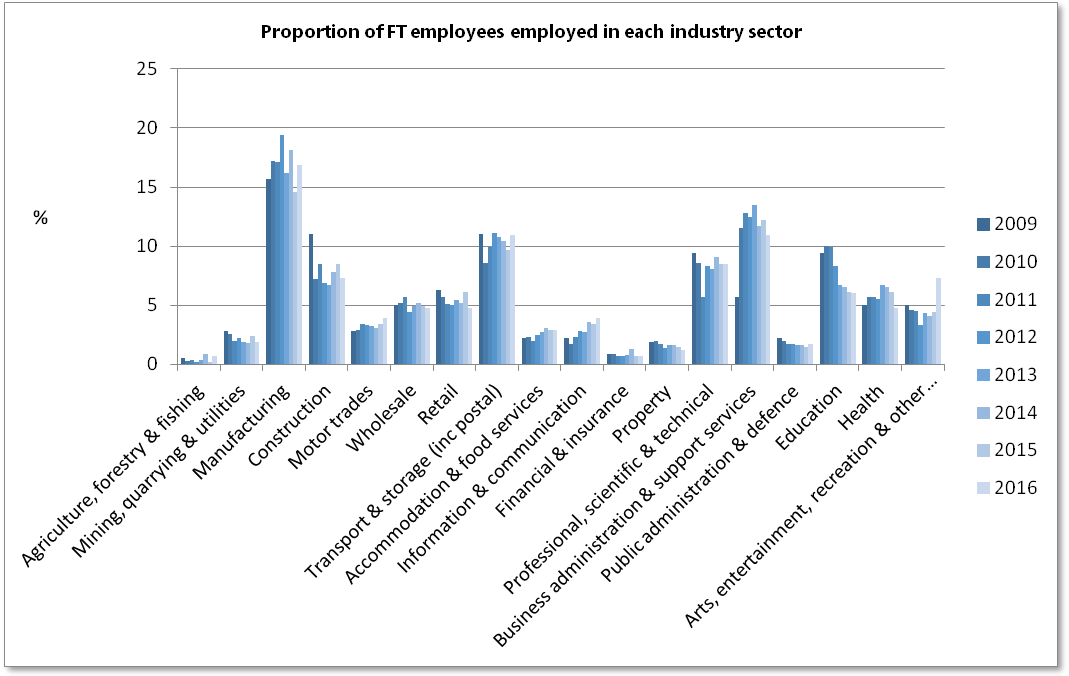 Proportion of FT employees employed in each industry sector
25
20
15
10
5
0
%
Agriculture, forestry & fishing
Mining, quarrying & utilities
Manufacturing
Construction
Motor trades
Wholesale
Retail
Transport & storage (inc postal)
Accommodation & food services
Information & communication
Financial & insurance
Property
Professional, scientific & technical
Business administration & support services
Public administration & defence
Education
Health
Arts, entertainment, recreation & other...
2009
2010
2011
2012
2013
2014
2015
2016